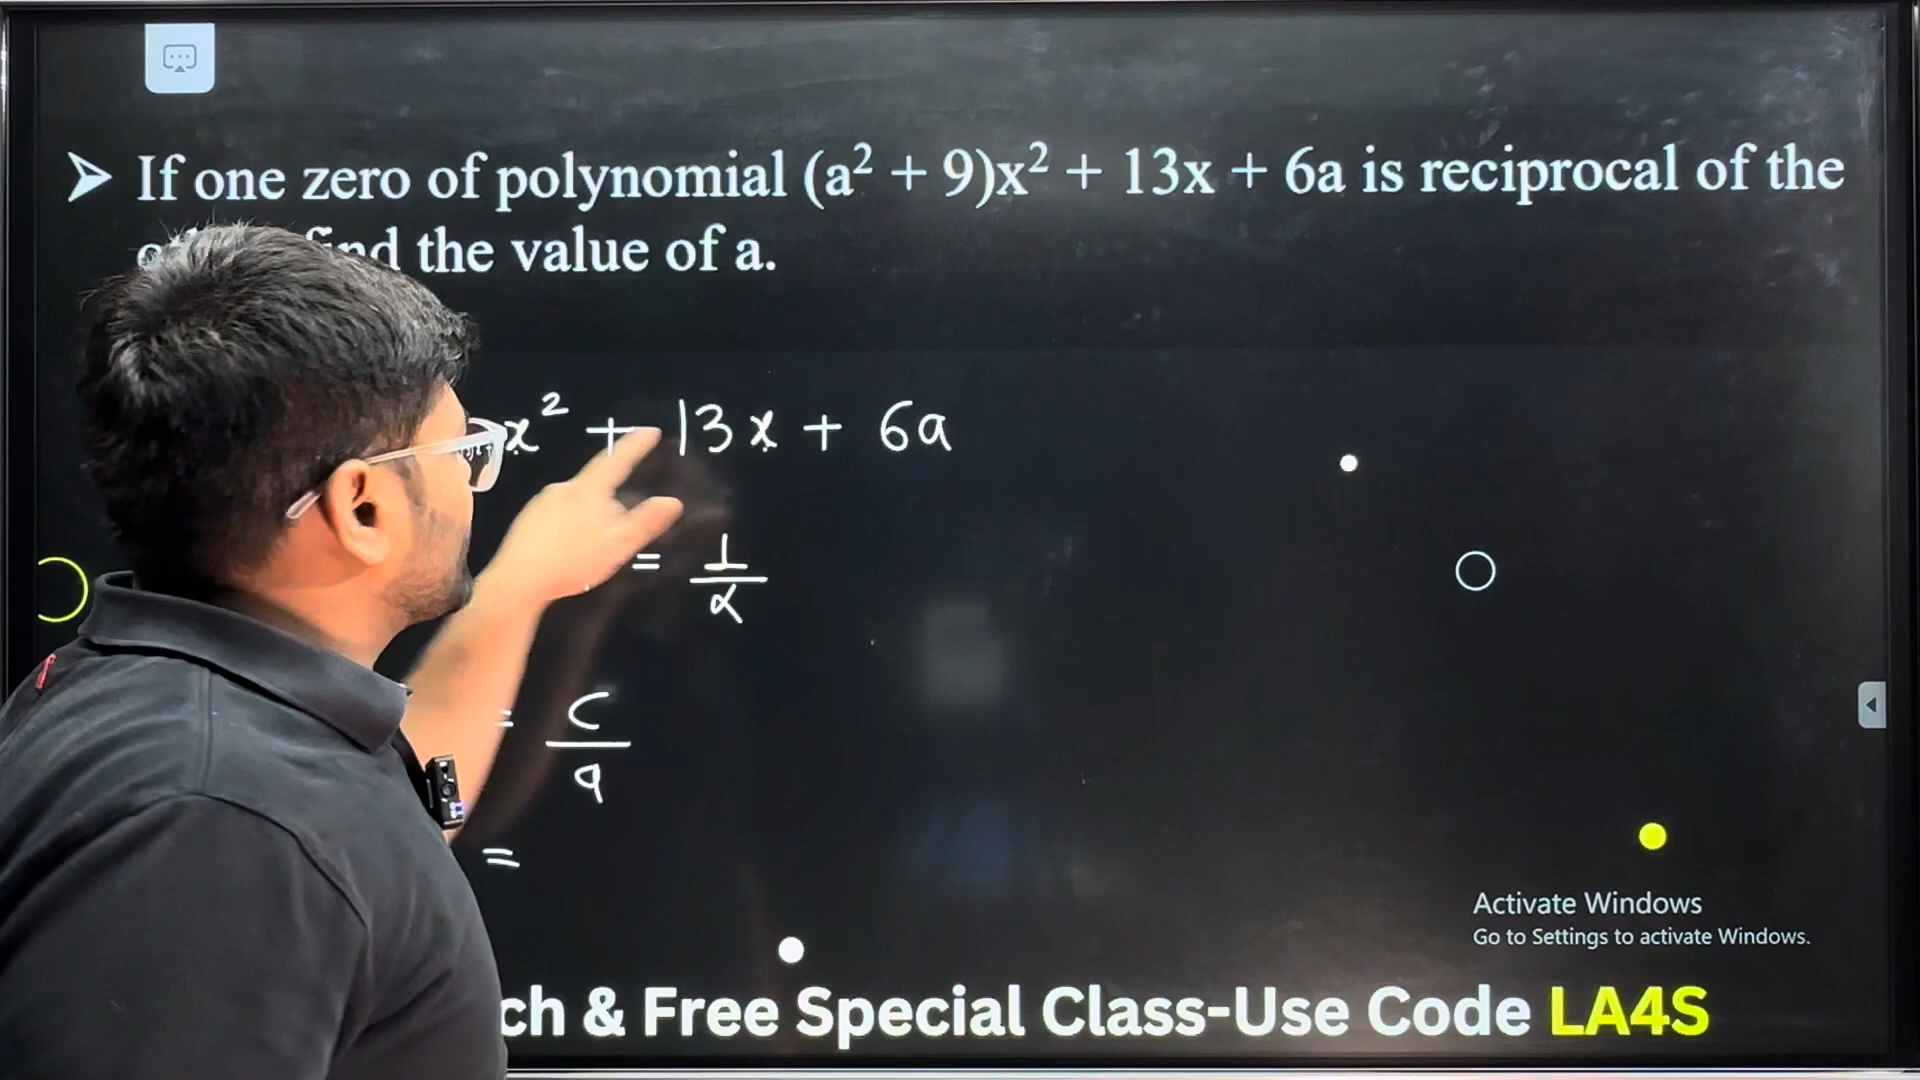 ➤ If one zero of polynomial (a² + 9)x² + 13x + 6a is reciprocal of the
find the value of a.
x² + 13x + 6a
= 1/α
= c/a
=
Activate Windows
Go to Settings to activate Windows.
ch & Free Special Class-Use Code LA4S